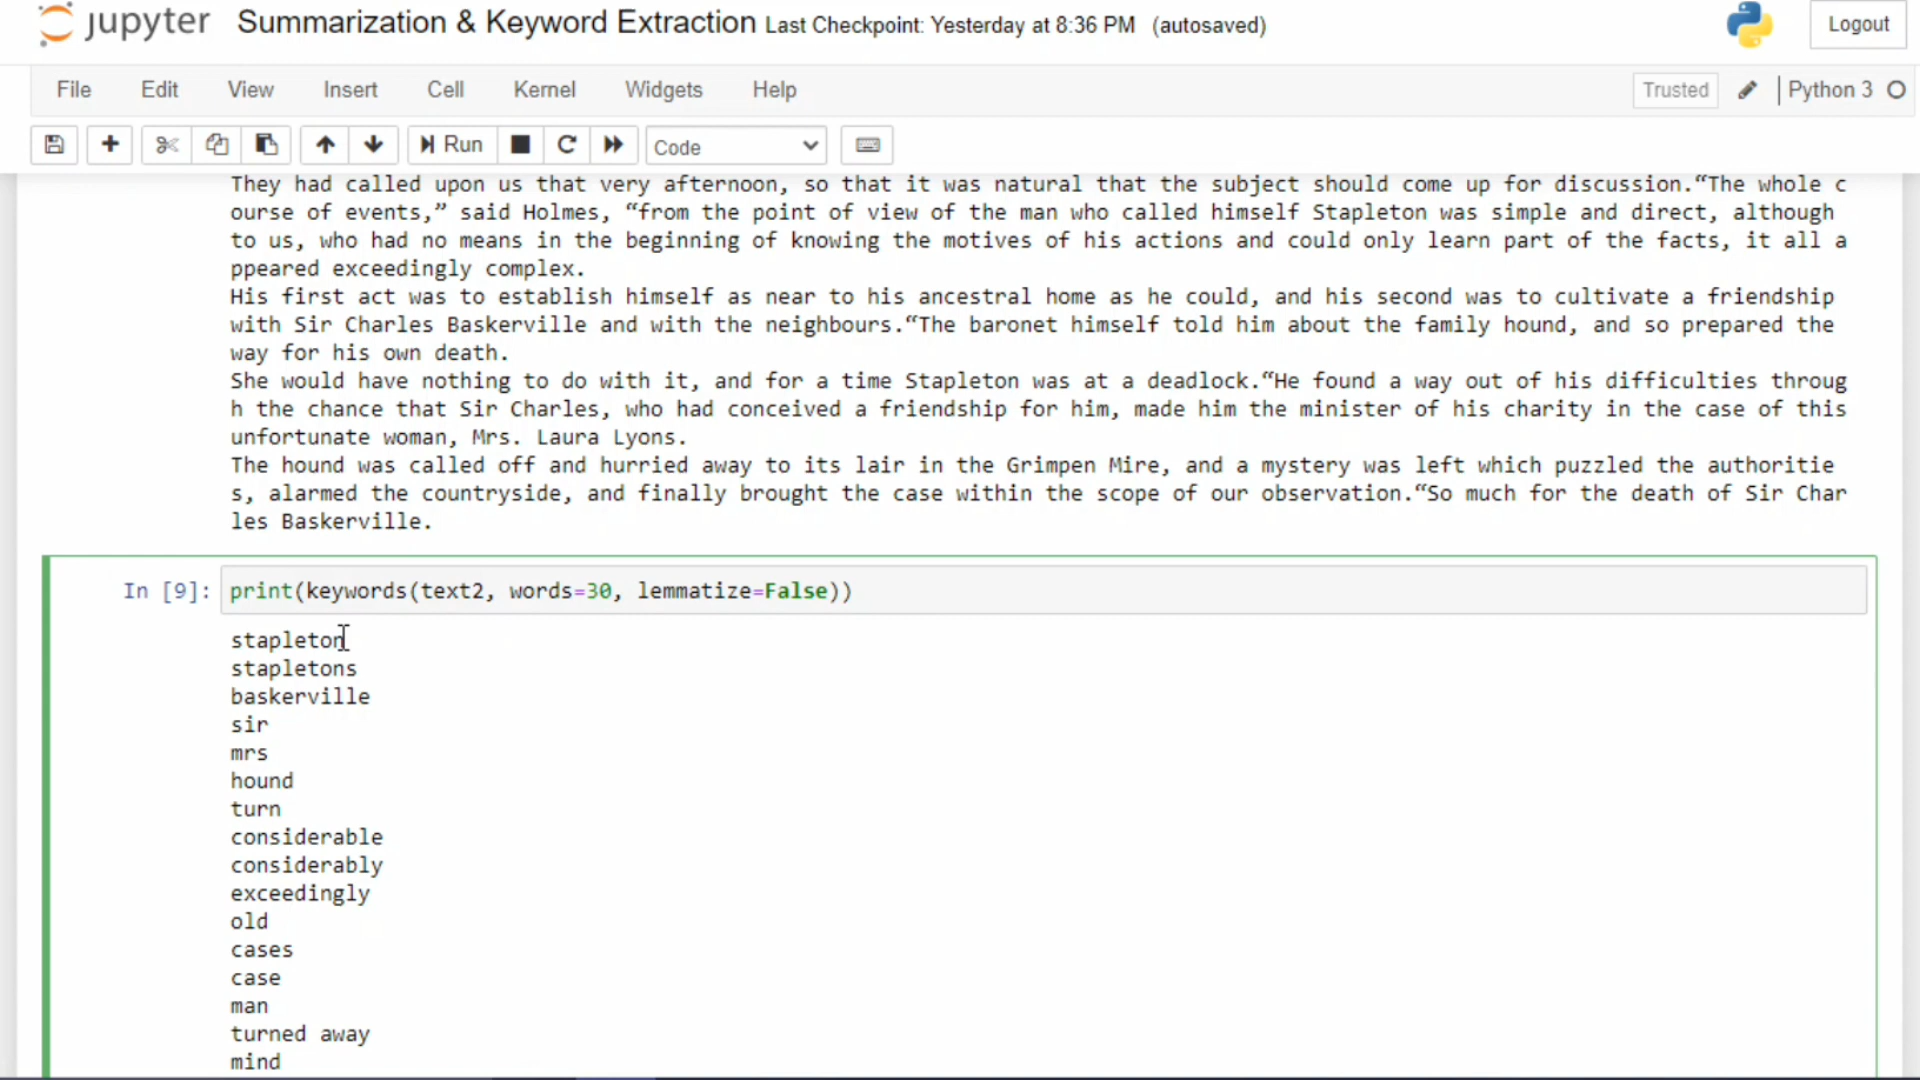 jupyter Summarization & Keyword Extraction Last Checkpoint: Yesterday at 8:36 PM (autosaved) Logout
File Edit View Insert Cell Kernel Widgets Help Trusted Python 3
Run Code
They had called upon us that very afternoon, so that it was natural that the subject should come up for discussion.“The whole c
ourse of events,” said Holmes, “from the point of view of the man who called himself Stapleton was simple and direct, although
to us, who had no means in the beginning of knowing the motives of his actions and could only learn part of the facts, it all a
ppeared exceedingly complex.
His first act was to establish himself as near to his ancestral home as he could, and his second was to cultivate a friendship
with Sir Charles Baskerville and with the neighbours.“The baronet himself told him about the family hound, and so prepared the
way for his own death.
She would have nothing to do with it, and for a time Stapleton was at a deadlock.“He found a way out of his difficulties throug
h the chance that Sir Charles, who had conceived a friendship for him, made him the minister of his charity in the case of this
unfortunate woman, Mrs. Laura Lyons.
The hound was called off and hurried away to its lair in the Grimpen Mire, and a mystery was left which puzzled the authoritie
s, alarmed the countryside, and finally brought the case within the scope of our observation.“So much for the death of Sir Char
les Baskerville.
In [9]: print(keywords(text2, words=30, lemmatize=False))
stapleton
stapletons
baskerville
sir
mrs
hound
turn
considerable
considerably
exceedingly
old
cases
case
man
turned away
mind